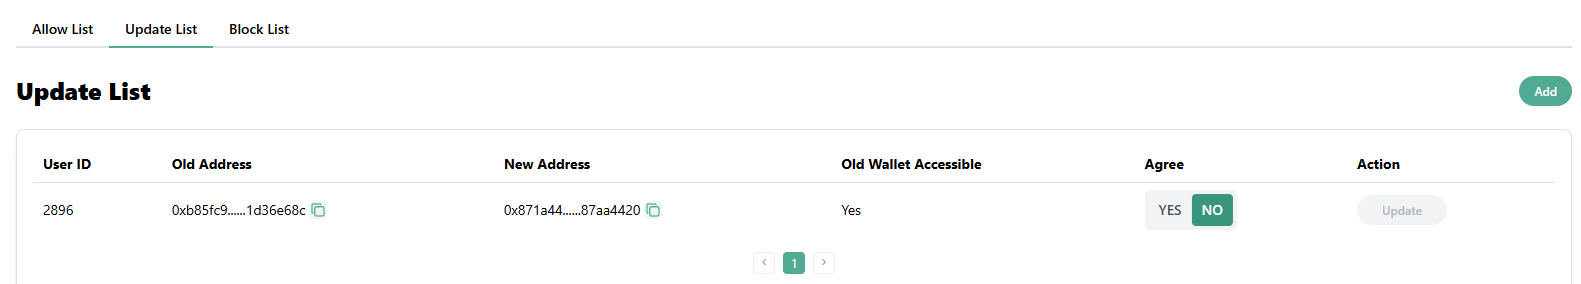 Allow List Update List Block List
Update List Add
User ID Old Address New Address Old Wallet Accessible Agree Action
2896 0xb85fc9......1d36e68c 0x871a44......87aa4420 Yes YES NO Update
1